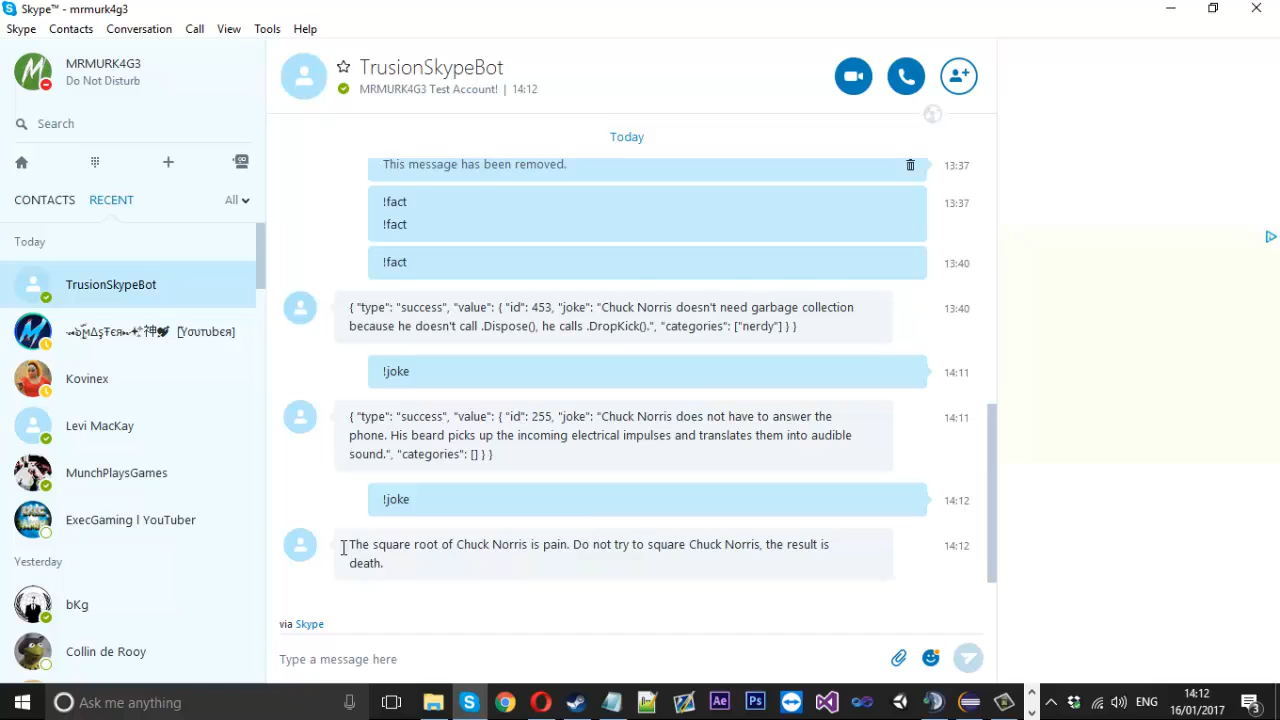 Skype™ - mrmurk4g3
Skype Contacts Conversation Call View Tools Help
MRMURK4G3
Do Not Disturb
Search
CONTACTS RECENT All
Today
TrusionSkypeBot
Kovinex
Levi MacKay
MunchPlaysGames
ExecGaming | YouTuber
Yesterday
bKg
Collin de Rooy
TrusionSkypeBot
MRMURK4G3 Test Account! | 14:12
Today
This message has been removed. 13:37
!fact 13:37
!fact
!fact 13:40
{ "type": "success", "value": { "id": 453, "joke": "Chuck Norris doesn't need garbage collection 13:40
because he doesn't call .Dispose(), he calls .DropKick().", "categories": ["nerdy"] } }
!joke 14:11
{ "type": "success", "value": { "id": 255, "joke": "Chuck Norris does not have to answer the 14:11
phone. His beard picks up the incoming electrical impulses and translates them into audible
sound.", "categories": [] } }
!joke 14:12
The square root of Chuck Norris is pain. Do not try to square Chuck Norris, the result is 14:12
death.
via Skype
Type a message here
Ask me anything
Ae Ps
ENG
14:12
16/01/2017
3